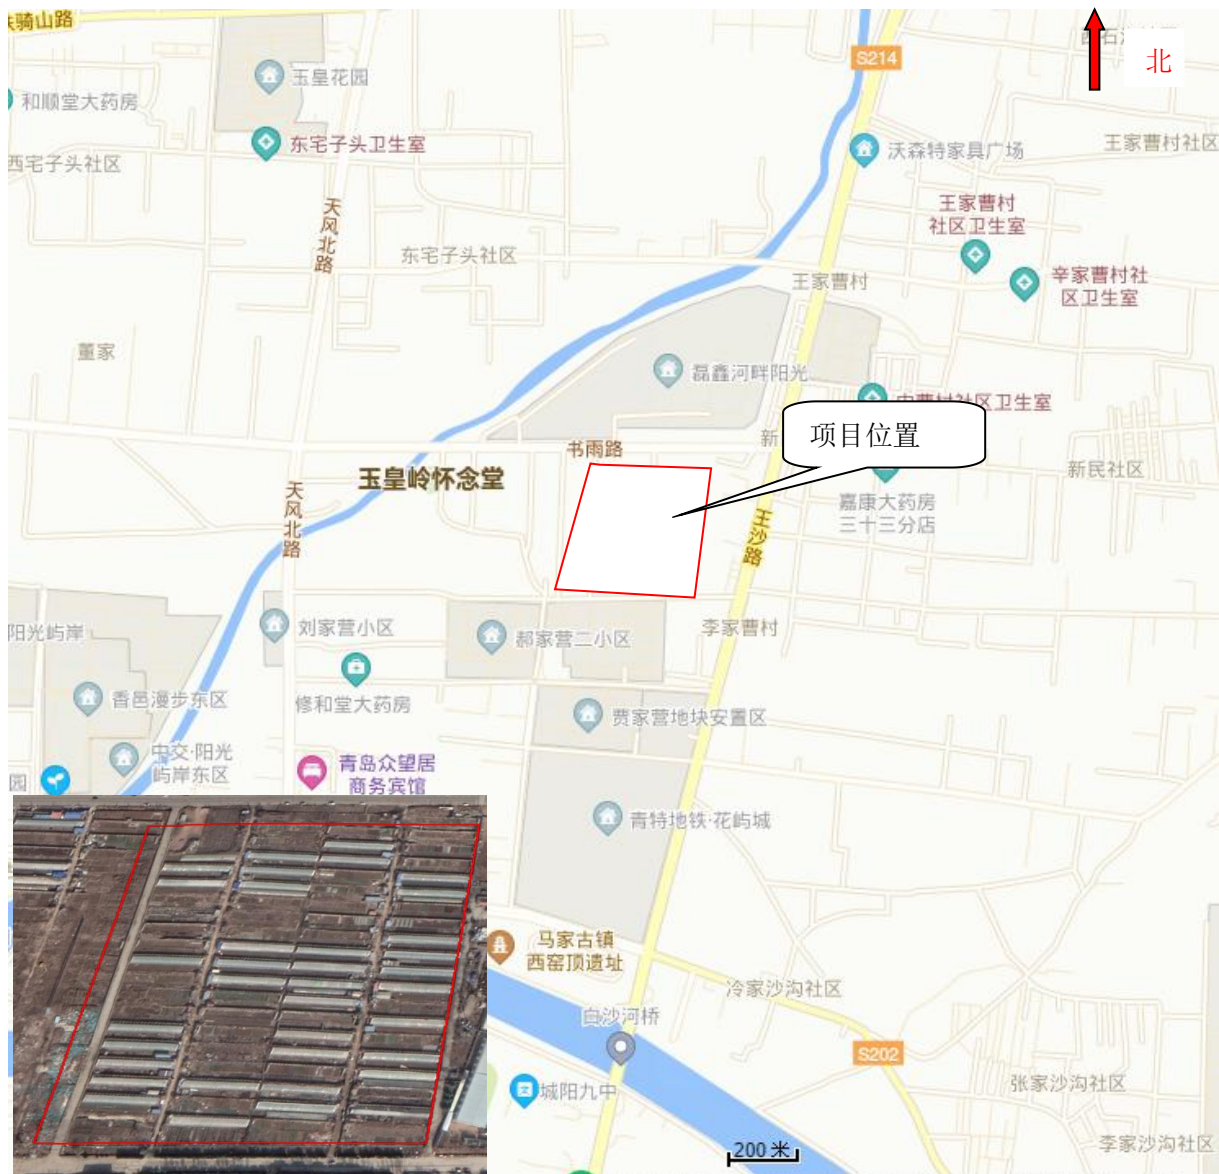 铁骑山路
西石沟
北
S214
玉皇花园
和顺堂大药房
东宅子头卫生室
沃森特家具广场
王家曹村社区
西宅子头社区
王家曹村
社区卫生室
天
风
北
路
东宅子头社区
辛家曹村社
区卫生室
王家曹村
董家
磊鑫河畔阳光
中曹村社区卫生室
项目位置
新
书雨路
新民社区
玉皇岭怀念堂
天
风
北
路
嘉康大药房
三十三分店
王
沙
路
阳光屿岸
刘家营小区
郝家营二小区
李家曹村
香邑漫步东区
修和堂大药房
贾家营地块安置区
中交·阳光
屿岸东区
园
青岛众望居
商务宾馆
青特地铁·花屿城
马家古镇
西窑顶遗址
冷家沙沟社区
白沙河桥
S202
城阳九中
张家沙沟社区
200 米
李家沙沟社区